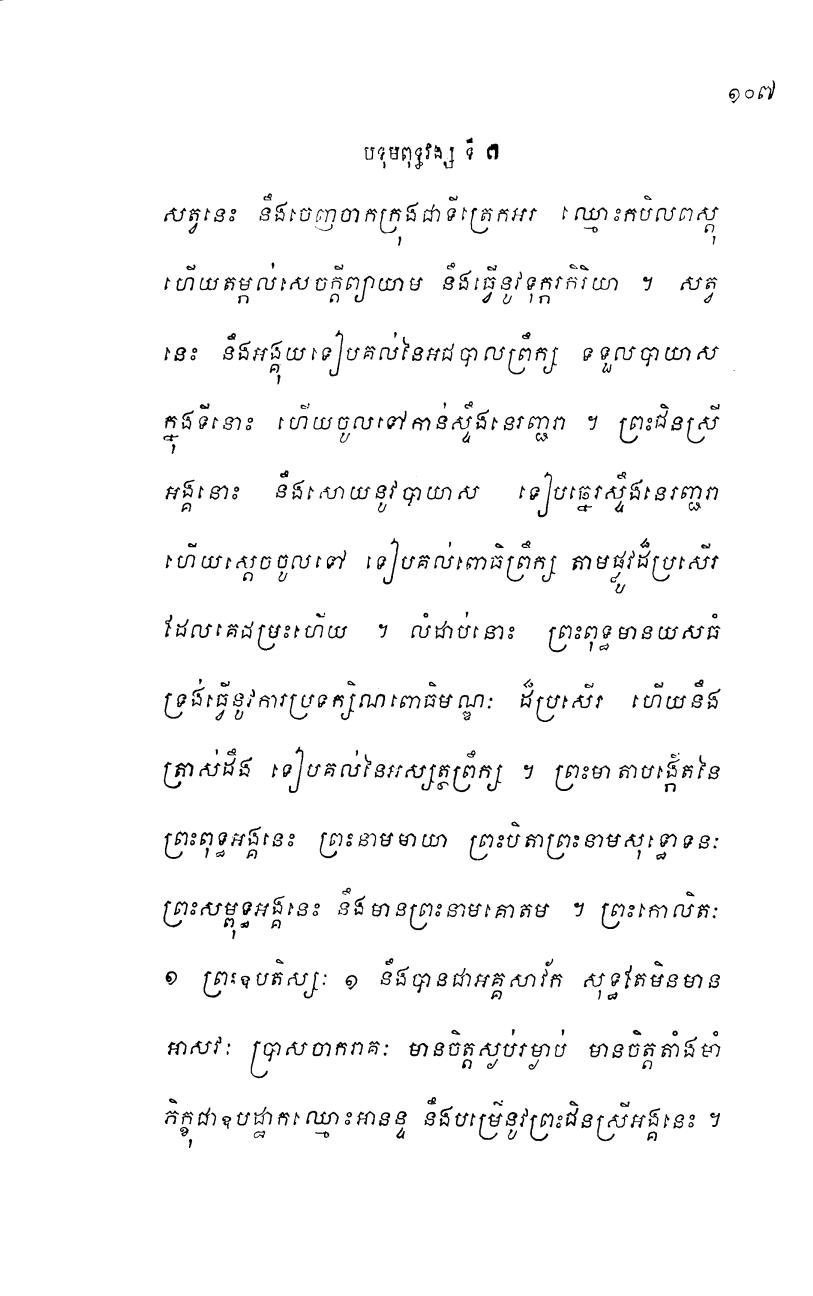 ១០៧
បទុមពុទ្ធវង្ស ទី ៣
សត្វនេះ នឹងចេញចាកក្រុងជាទីត្រេកអរ ឈ្មោះកបិលពស្តុ
ហើយតម្កល់សេចក្តីព្យាយាម នឹងធ្វើនូវទុក្ករកិរិយា ។ សត្វ
នេះ នឹងអង្គុយទៀបគល់នៃអជបាលព្រឹក្ស ទទួលបាយាស
ក្នុងទីនោះ ហើយចូលទៅកាន់ស្ទឹងនេរញ្ជរា ។ ព្រះជិនស្រី
អង្គនោះ នឹងសោយនូវបាយាស ទៀបឆ្នេរស្ទឹងនេរញ្ជរា
ហើយស្តេចចូលទៅ ទៀបគល់ពោធិព្រឹក្ស តាមផ្លូវដ៏ប្រសើរ
ដែលគេជម្រះហើយ ។ លំដាប់នោះ ព្រះពុទ្ធមានយសធំ
ទ្រង់ធ្វើនូវការប្រទក្សិណពោធិមណ្ឌៈ ដ៏ប្រសើរ ហើយនឹង
ត្រាស់ដឹង ទៀបគល់នៃអស្សត្ថព្រឹក្ស ។ ព្រះមាតាបង្កើតនៃ
ព្រះពុទ្ធអង្គនេះ ព្រះនាមមាយា ព្រះបិតាព្រះនាមសុទ្ធោទនៈ
ព្រះសម្ពុទ្ធអង្គនេះ នឹងមានព្រះនាមគោតម ។ ព្រះកោលិតៈ
១ ព្រះឧបតិស្សៈ ១ នឹងបានជាអគ្គសាវ័ក សុទ្ធតែមិនមាន
អាសវៈ ប្រាសចាករាគៈ មានចិត្តស្ងប់រម្ងាប់ មានចិត្តតាំងមាំ
ភិក្ខុជាឧបដ្ឋាកឈ្មោះអានន្ទ នឹងបម្រើនូវព្រះជិនស្រីអង្គនេះ ។